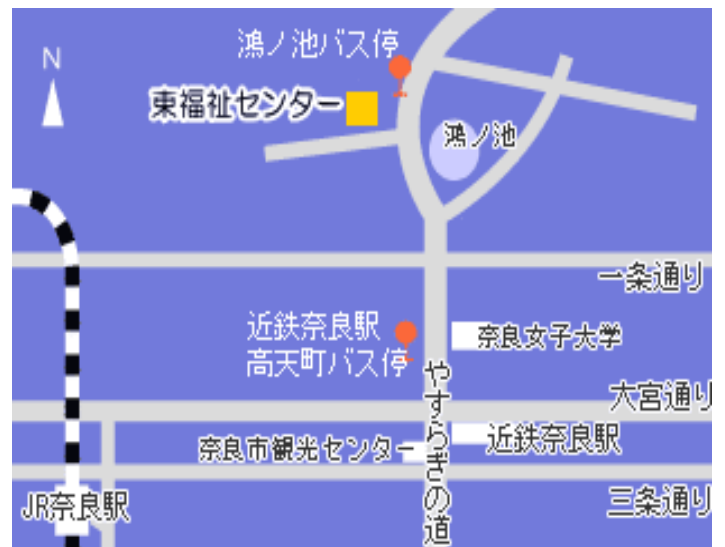 N
鴻ノ池バス停
東福祉センター
鴻ノ池
一条通り
近鉄奈良駅
高天町バス停
奈良女子大学
やすらぎの道
大宮通り
近鉄奈良駅
奈良市観光センター
JR奈良駅
三条通り